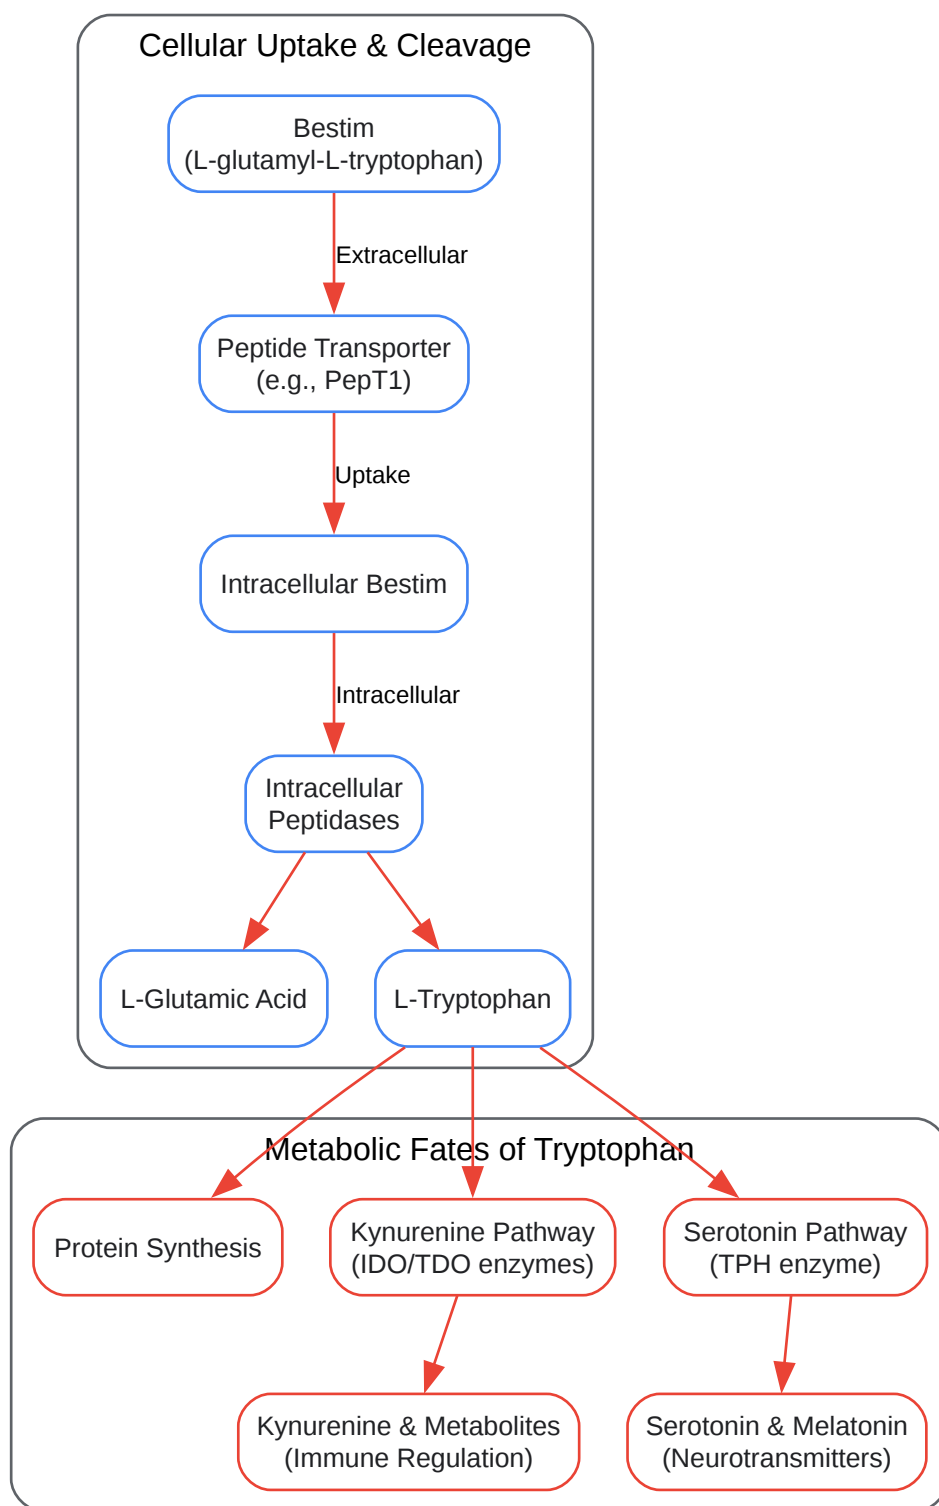 Cellular Uptake & Cleavage
Bestim
(L-glutamyl-L-tryptophan)
Extracellular
Peptide Transporter
(e.g., PepT1)
Uptake
Intracellular Bestim
Intracellular
Intracellular
Peptidases
L-Glutamic Acid
L-Tryptophan
Metabolic Fates of Tryptophan
Protein Synthesis
Kynurenine Pathway
(IDO/TDO enzymes)
Serotonin Pathway
(TPH enzyme)
Kynurenine & Metabolites
(Immune Regulation)
Serotonin & Melatonin
(Neurotransmitters)